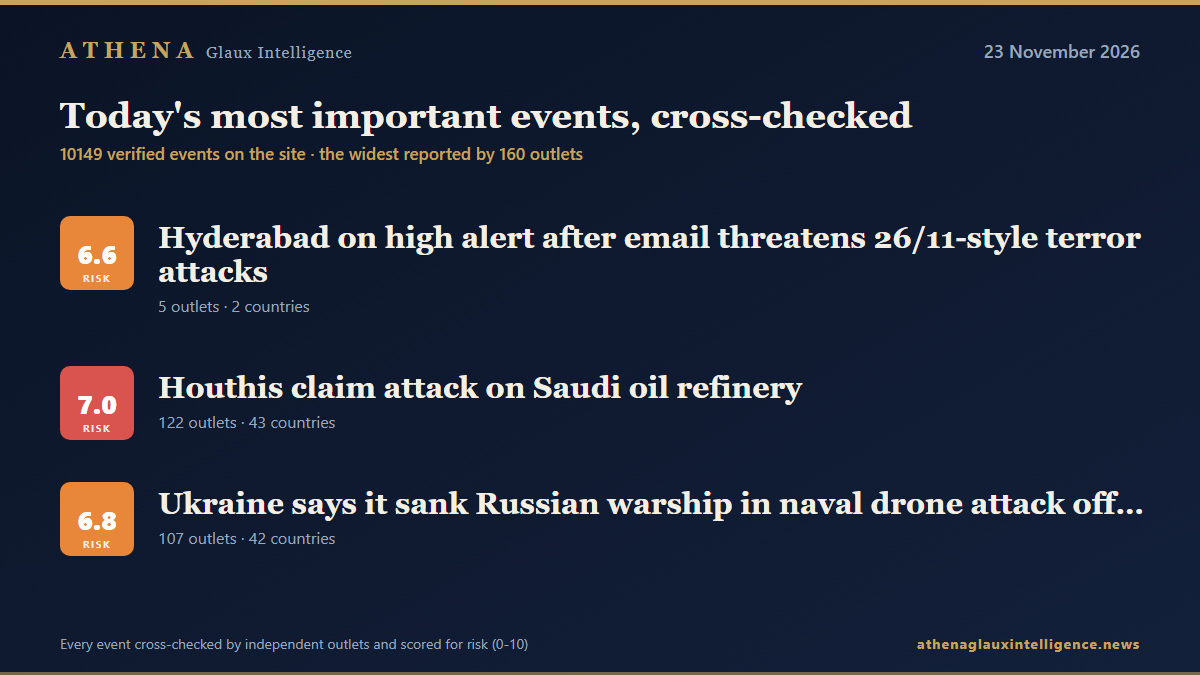 ATHENA Glaux Intelligence
23 November 2026
Today's most important events, cross-checked
10149 verified events on the site · the widest reported by 160 outlets
6.6
RISK
Hyderabad on high alert after email threatens 26/11-style terror
attacks
5 outlets · 2 countries
7.0
RISK
Houthis claim attack on Saudi oil refinery
122 outlets · 43 countries
6.8
RISK
Ukraine says it sank Russian warship in naval drone attack off...
107 outlets · 42 countries
Every event cross-checked by independent outlets and scored for risk (0-10)
athenaglauxintelligence.news